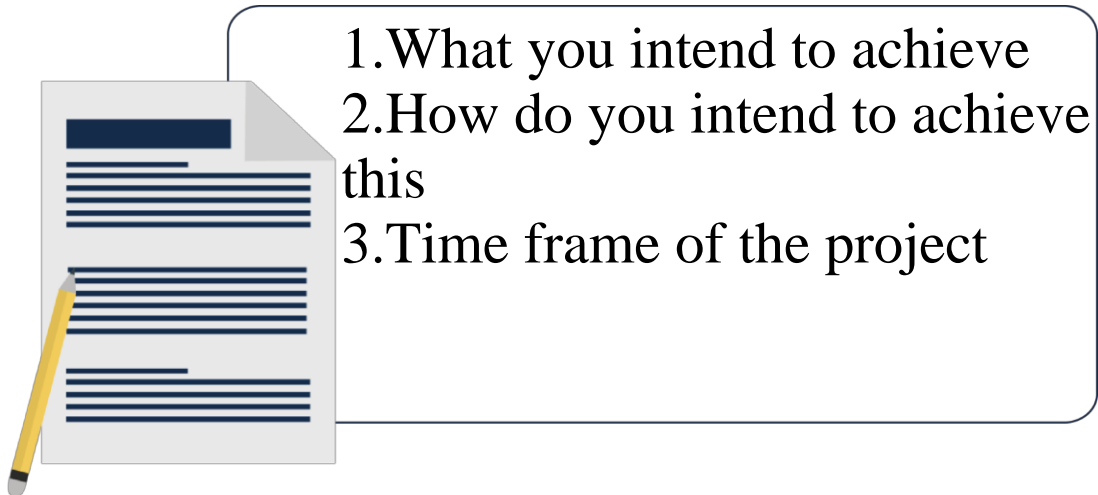 1.What you intend to achieve
2.How do you intend to achieve
this
3.Time frame of the project